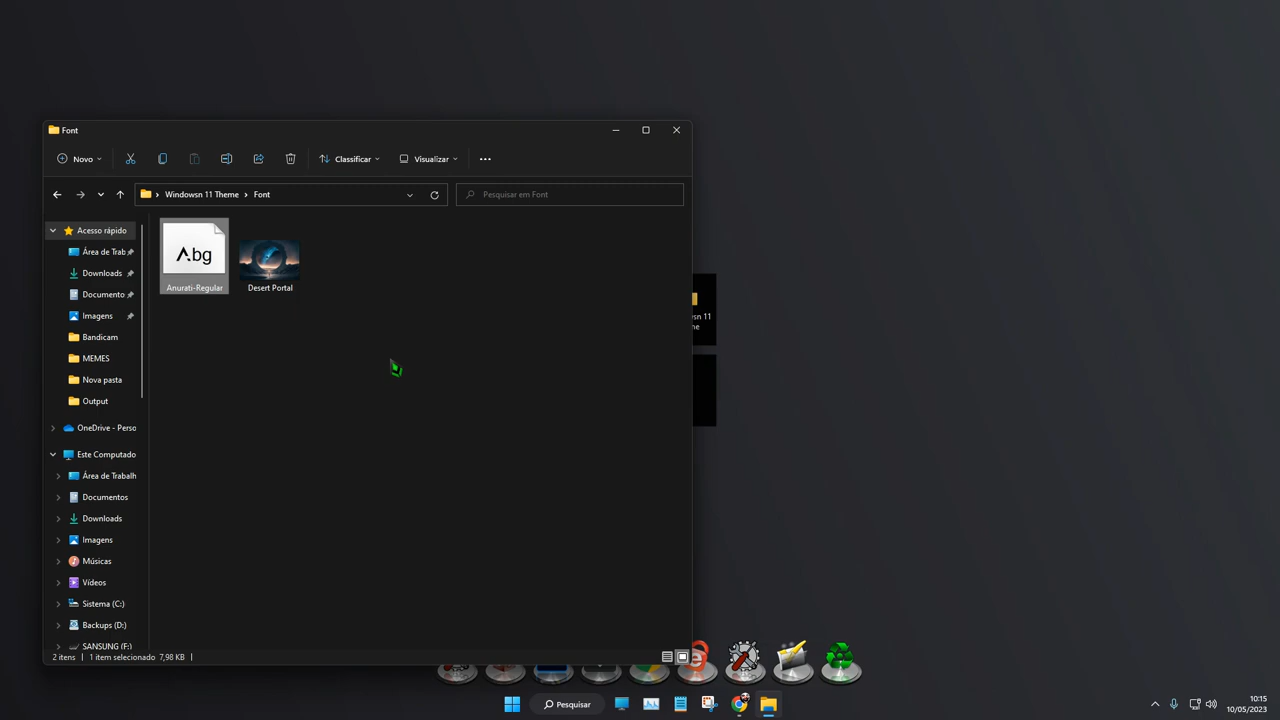 Font
Novo
Classificar
Visualizar
Windowsn 11 Theme
Font
Pesquisar em Font
Acesso rápido
Área de Trab
Downloads
Documento
Imagens
Bandicam
MEMES
Nova pasta
Output
OneDrive - Perso
Este Computado
Área de Trabalh
Documentos
Downloads
Imagens
Músicas
Vídeos
Sistema (C:)
Backups (D:)
SANSUNG (F:)
Abg
Anurati-Regular
Desert Portal
sn 11
me
2 itens
1 item selecionado 7,98 KB
Pesquisar
10:15
10/05/2023